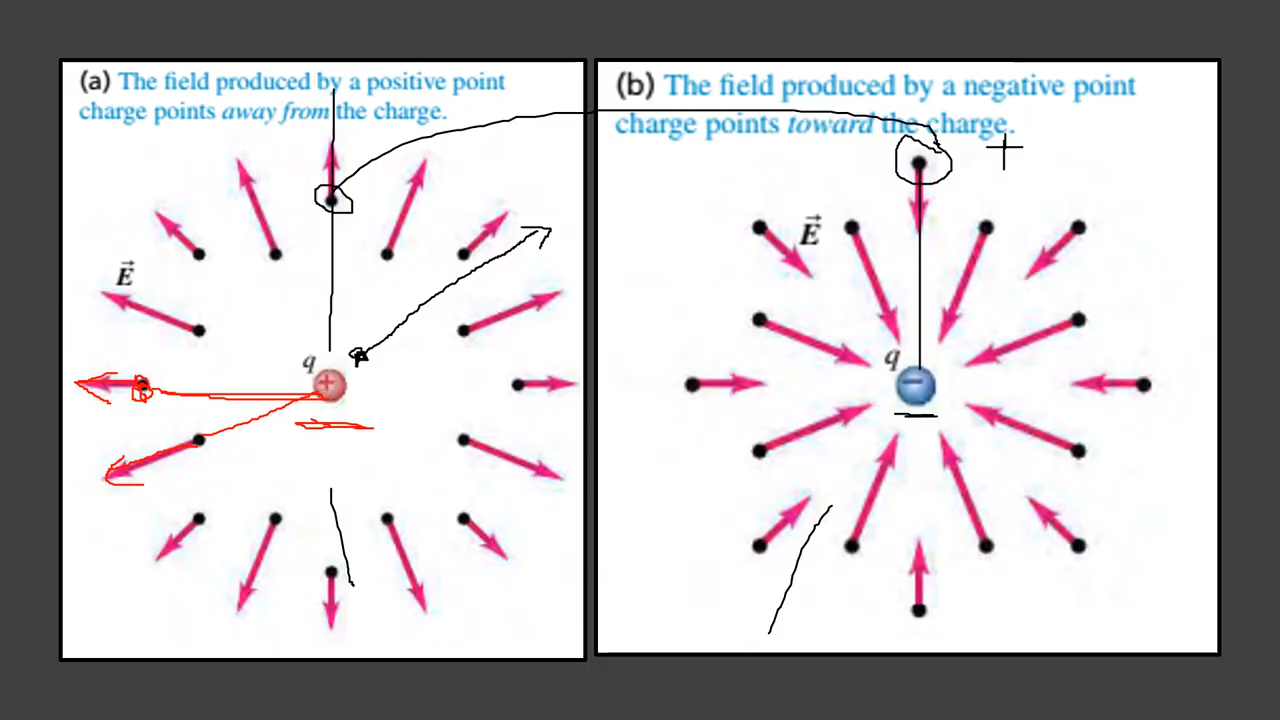 (a) The field produced by a positive point
charge points away from the charge.
E
q
+
(b) The field produced by a negative point
charge points toward the charge.
E
q
−